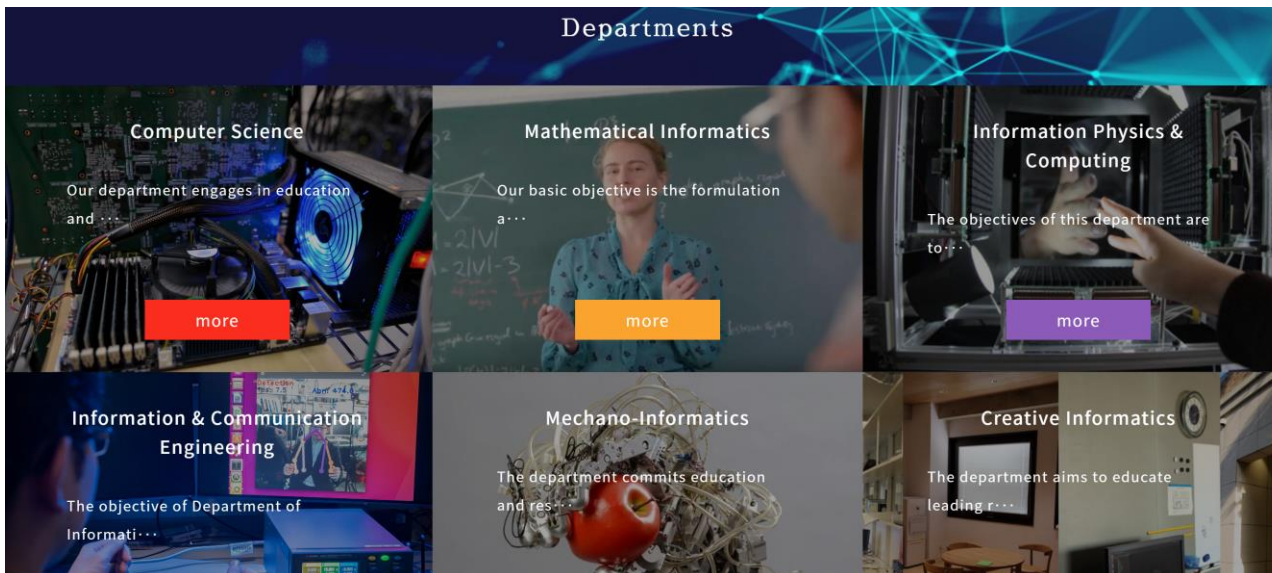 Departments
Computer Science
Our department engages in education
and ···
more
Mathematical Informatics
Our basic objective is the formulation
a···
more
Information Physics &
Computing
The objectives of this department are
to···
more
Information & Communication
Engineering
The objective of Department of
Informati···
Mechano-Informatics
The department commits education
and res···
Creative Informatics
The department aims to educate
leading r···